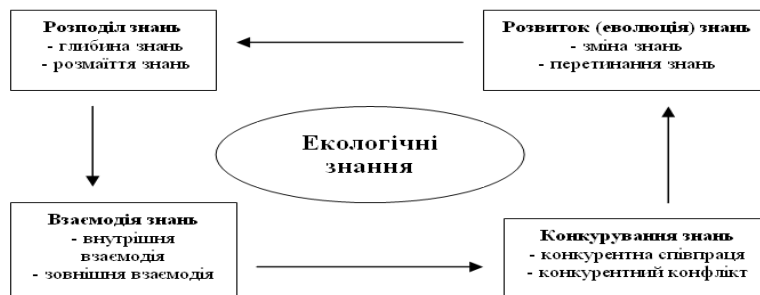 Розподіл знань
- глибина знань
- розмаїття знань
Розвиток (еволюція) знань
- зміна знань
- перетинання знань
Екологічні
знання
Взаємодія знань
- внутрішня
взаємодія
- зовнішня взаємодія
Конкурування знань
- конкурентна співпраця
- конкурентний конфлікт